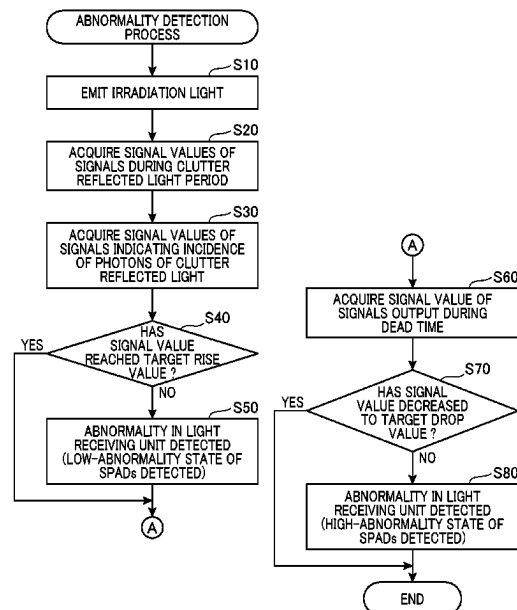 ABNORMALITY DETECTION
PROCESS
S10
EMIT IRRADIATION LIGHT
S20
ACQUIRE SIGNAL VALUES OF
SIGNALS DURING CLUTTER
REFLECTED LIGHT PERIOD
S30
ACQUIRE SIGNAL VALUES OF
SIGNALS INDICATING INCIDENCE
OF PHOTONS OF CLUTTER
REFLECTED LIGHT
S40
HAS
SIGNAL VALUE
REACHED TARGET RISE
VALUE ?
YES
NO
S50
ABNORMALITY IN LIGHT
RECEIVING UNIT DETECTED
(LOW-ABNORMALITY STATE OF
SPADs DETECTED)
A
A
S60
ACQUIRE SIGNAL VALUE OF
SIGNALS OUTPUT DURING
DEAD TIME
S70
HAS SIGNAL
VALUE DECREASED
TO TARGET DROP
VALUE ?
YES
NO
S80
ABNORMALITY IN LIGHT
RECEIVING UNIT DETECTED
(HIGH-ABNORMALITY STATE OF
SPADs DETECTED)
END